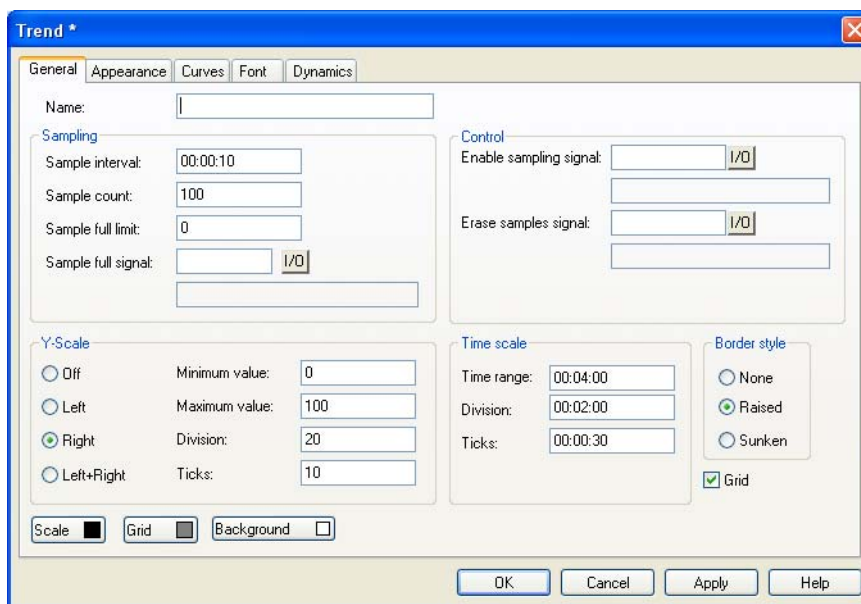 Trend *
General Appearance Curves Font Dynamics
Name:
Sampling
Sample interval: 00:00:10
Sample count: 100
Sample full limit: 0
Sample full signal: I/O
Control
Enable sampling signal: I/O
Erase samples signal: I/O
Y-Scale
Off Minimum value: 0
Left Maximum value: 100
Right Division: 20
Left+Right Ticks: 10
Time scale
Time range: 00:04:00
Division: 00:02:00
Ticks: 00:00:30
Border style
None
Raised
Sunken
Grid
Scale Grid Background
OK Cancel Apply Help